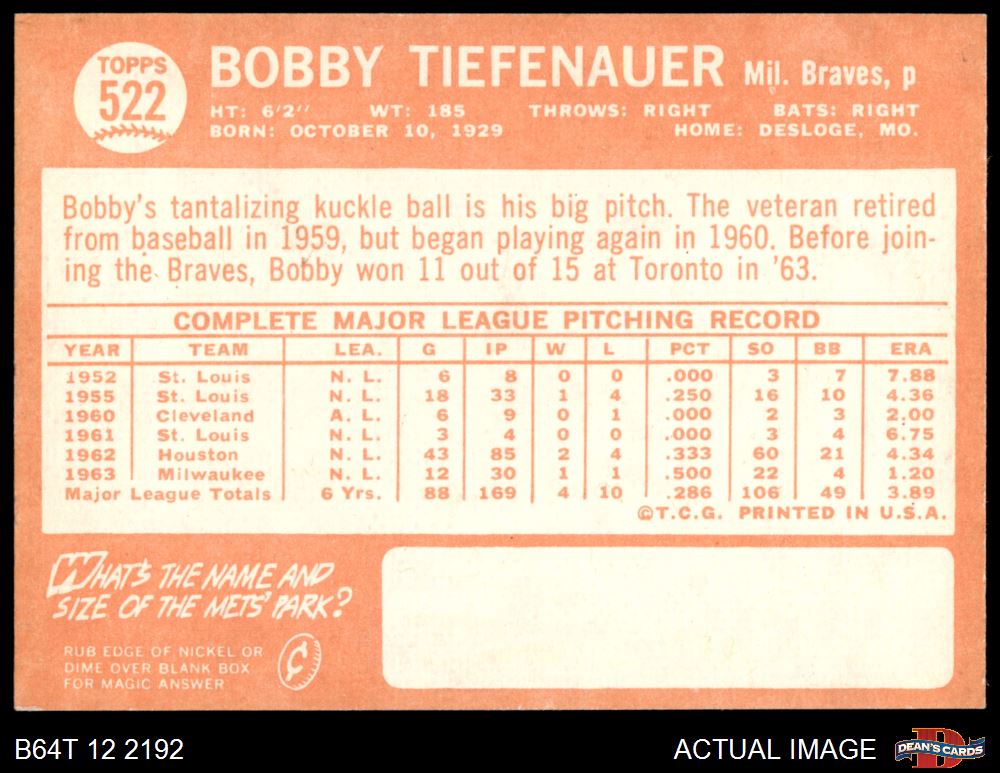 TOPPS
522
BOBBY TIEFENAUER Mil. Braves, p
HT: 6'2" WT: 185 THROWS: RIGHT BATS: RIGHT
BORN: OCTOBER 10, 1929 HOME: DESLOGE, MO.
Bobby's tantalizing kuckle ball is his big pitch. The veteran retired
from baseball in 1959, but began playing again in 1960. Before join-
ing the Braves, Bobby won 11 out of 15 at Toronto in '63.
COMPLETE MAJOR LEAGUE PITCHING RECORD
YEAR TEAM LEA. G IP W L PCT SO BB ERA
1952 St. Louis N. L. 6 8 0 0 .000 3 7 7.88
1955 St. Louis N. L. 18 33 1 4 .250 16 10 4.36
1960 Cleveland A. L. 6 9 0 1 .000 2 3 2.00
1961 St. Louis N. L. 3 4 0 0 .000 3 4 6.75
1962 Houston N. L. 43 85 2 4 .333 60 21 4.34
1963 Milwaukee N. L. 12 30 1 1 .500 22 4 1.20
Major League Totals 6 Yrs. 88 169 4 10 .286 106 49 3.89
©T.C.G. PRINTED IN U.S.A.
WHAT'S THE NAME AND
SIZE OF THE METS' PARK?
RUB EDGE OF NICKEL OR
DIME OVER BLANK BOX
FOR MAGIC ANSWER
¢
B64T 12 2192 ACTUAL IMAGE
D
DEAN'S CARDS